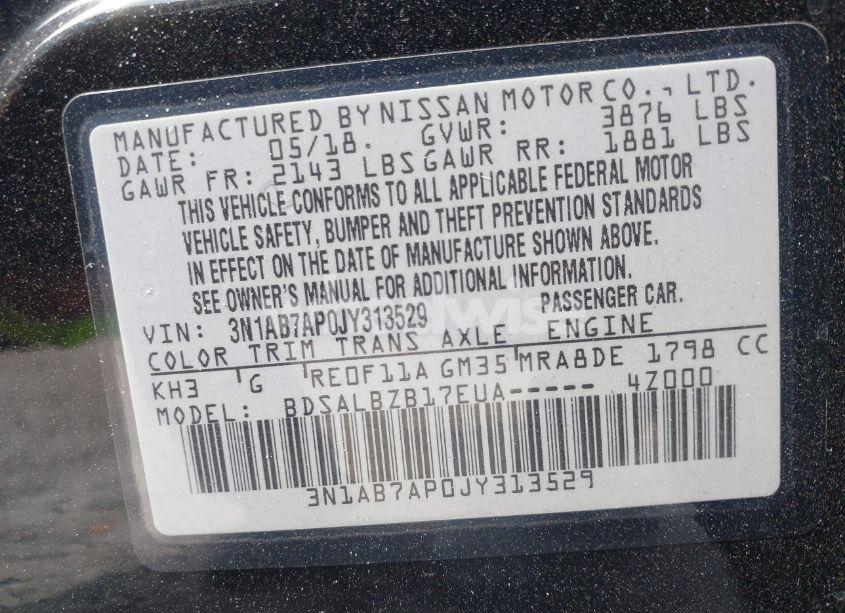 MANUFACTURED BY NISSAN MOTOR CO., LTD.
DATE: 05/18. GVWR: 3876 LBS
GAWR FR: 2143 LBS GAWR RR: 1881 LBS
THIS VEHICLE CONFORMS TO ALL APPLICABLE FEDERAL MOTOR
VEHICLE SAFETY, BUMPER AND THEFT PREVENTION STANDARDS
IN EFFECT ON THE DATE OF MANUFACTURE SHOWN ABOVE.
SEE OWNER'S MANUAL FOR ADDITIONAL INFORMATION.
VIN: 3N1AB7AP0JY313529 PASSENGER CAR.
COLOR TRIM TRANS AXLE ENGINE
KH3 G RE0F11A GM35 MRA8DE 1798 CC
MODEL: BDSALBZB17EUA----- 4Z000
3N1AB7AP0JY313529